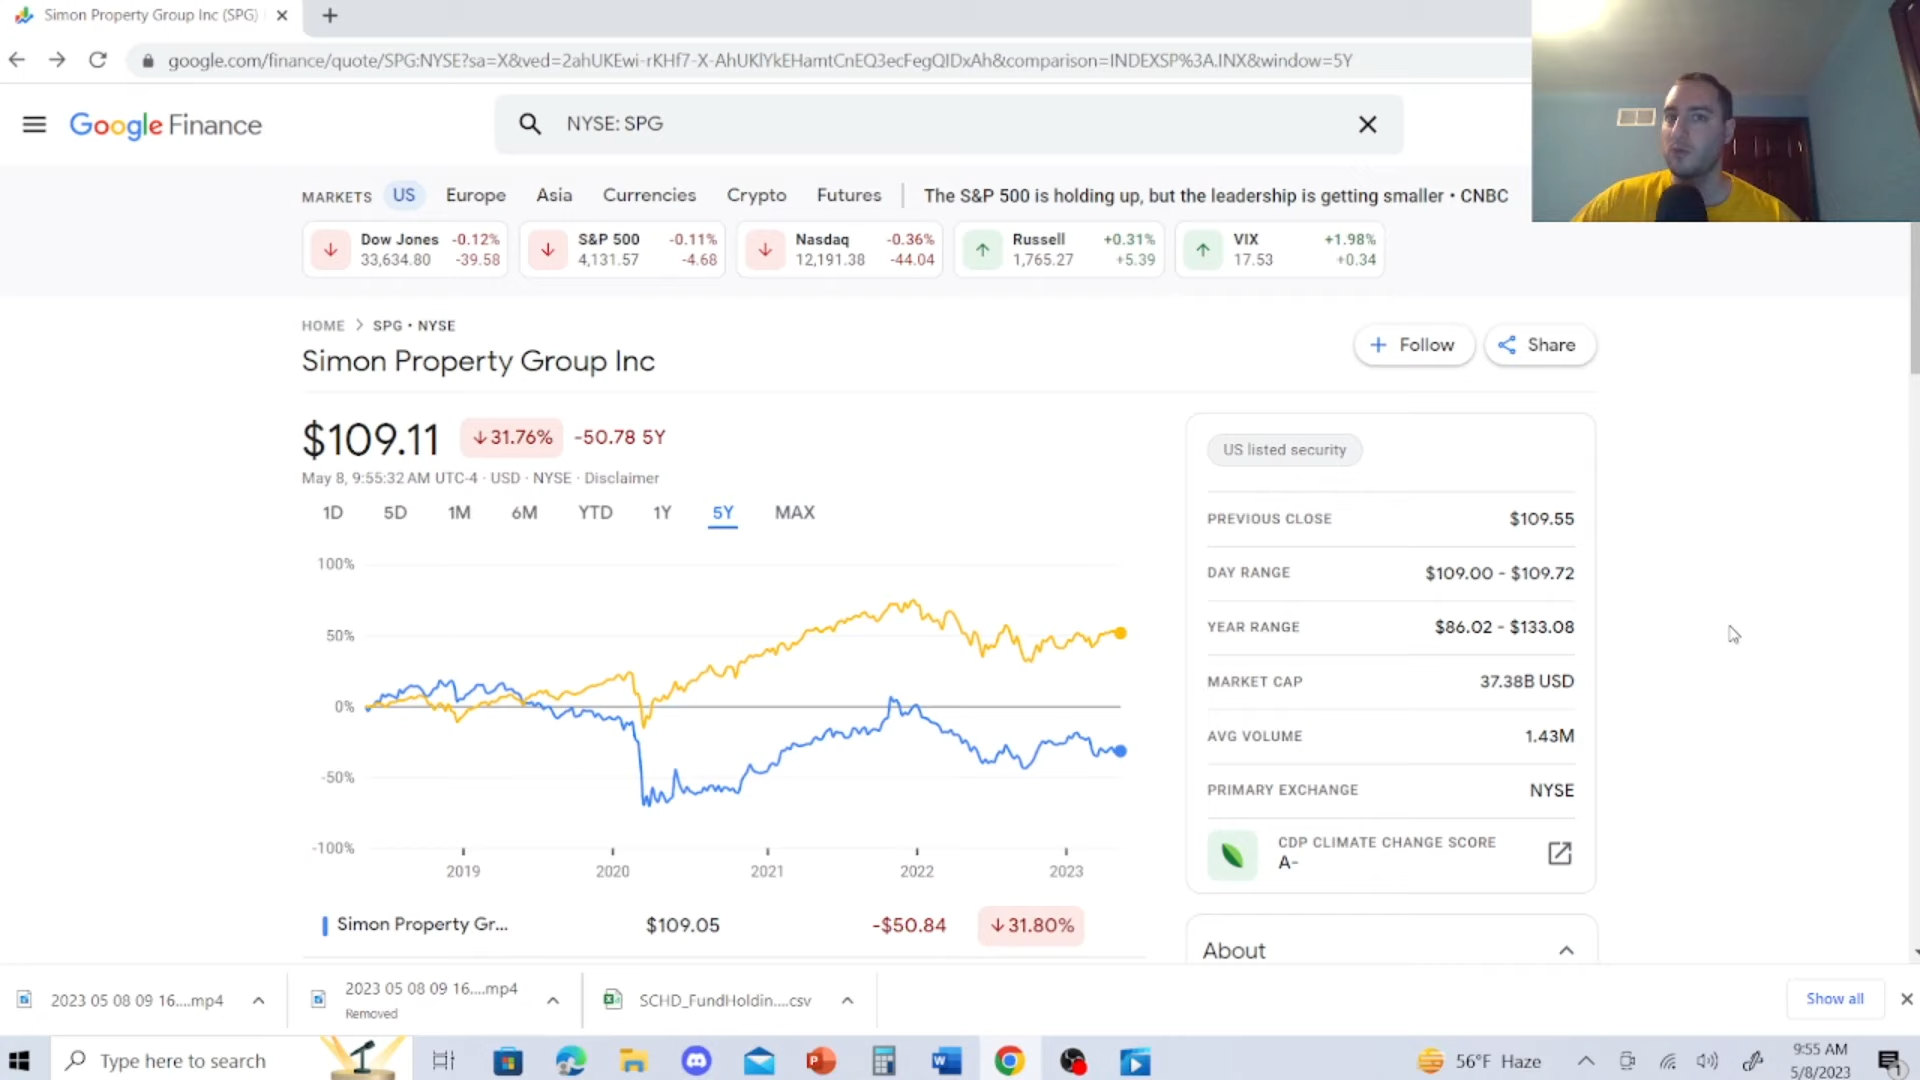 Simon Property Group Inc (SPG)
google.com/finance/quote/SPG:NYSE?sa=X&ved=2ahUKEwi-rKHf7-X-AhUKlYkEHamtCnEQ3ecFegQIDxAh&comparison=INDEXSP%3A.INX&window=5Y
Google Finance
NYSE: SPG
MARKETS US Europe Asia Currencies Crypto Futures The S&P 500 is holding up, but the leadership is getting smaller • CNBC
Dow Jones -0.12% S&P 500 -0.11% Nasdaq -0.36% Russell +0.31% VIX +1.98%
33,634.80 -39.58 4,131.57 -4.68 12,191.38 -44.04 1,765.27 +5.39 17.53 +0.34
HOME > SPG • NYSE
Simon Property Group Inc
+ Follow Share
$109.11 ↓31.76% -50.78 5Y
May 8, 9:55:32 AM UTC-4 · USD · NYSE · Disclaimer
1D 5D 1M 6M YTD 1Y 5Y MAX
100%
50%
0%
-50%
-100%
2019 2020 2021 2022 2023
Simon Property Gr... $109.05 -$50.84 ↓31.80%
US listed security
PREVIOUS CLOSE $109.55
DAY RANGE $109.00 - $109.72
YEAR RANGE $86.02 - $133.08
MARKET CAP 37.38B USD
AVG VOLUME 1.43M
PRIMARY EXCHANGE NYSE
CDP CLIMATE CHANGE SCORE
A-
About
2023 05 08 09 16....mp4
2023 05 08 09 16....mp4
Removed
SCHD_FundHoldin....csv
Show all
Type here to search
56°F Haze
9:55 AM
5/8/2023
1